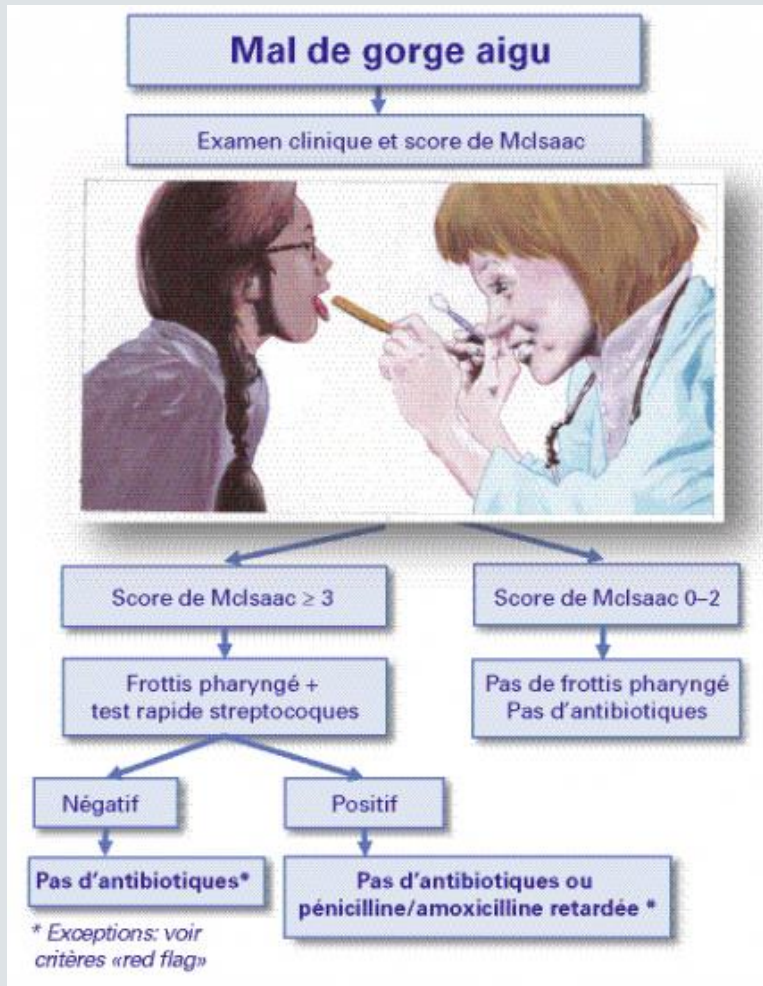 Mal de gorge aigu
Examen clinique et score de McIsaac
Score de McIsaac ≥ 3
Score de McIsaac 0–2
Frottis pharyngé +
test rapide streptocoques
Pas de frottis pharyngé
Pas d'antibiotiques
Négatif
Positif
Pas d'antibiotiques*
Pas d'antibiotiques ou
pénicilline/amoxicilline retardée *
* Exceptions: voir
critères «red flag»